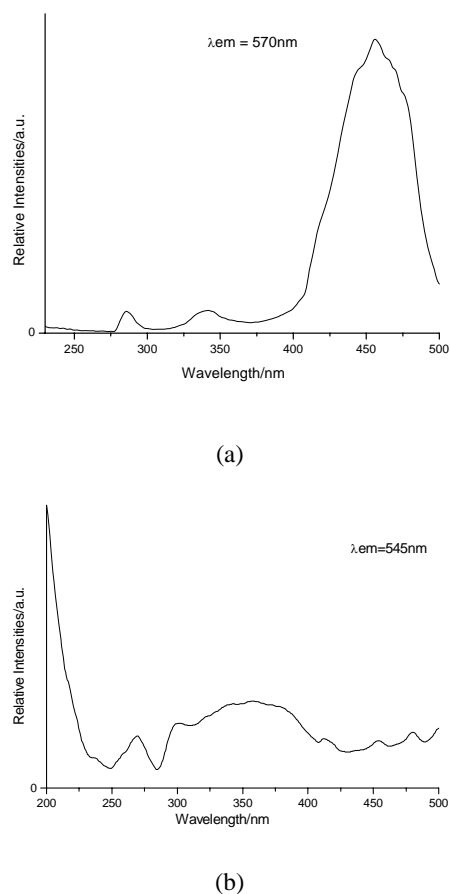 λem = 570nm
Relative Intensities/a.u.
0
250 300 350 400 450 500
Wavelength/nm
(a)
λem=545nm
Relative Intensities/a.u.
0
200 250 300 350 400 450 500
Wavelength/nm
(b)